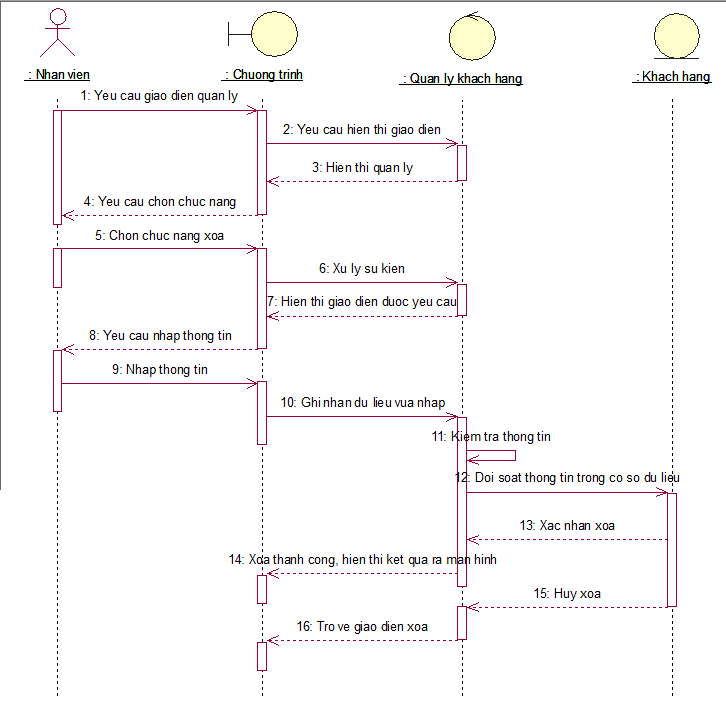 : Nhan vien
: Chuong trinh
: Quan ly khach hang
: Khach hang
1: Yeu cau giao dien quan ly
2: Yeu cau hien thi giao dien
3: Hien thi quan ly
4: Yeu cau chon chuc nang
5: Chon chuc nang xoa
6: Xu ly su kien
7: Hien thi giao dien duoc yeu cau
8: Yeu cau nhap thong tin
9: Nhap thong tin
10: Ghi nhan du lieu vua nhap
11: Kiem tra thong tin
12: Doi soat thong tin trong co so du lieu
13: Xac nhan xoa
14: Xoa thanh cong, hien thi ket qua ra man hinh
15: Huy xoa
16: Tro ve giao dien xoa